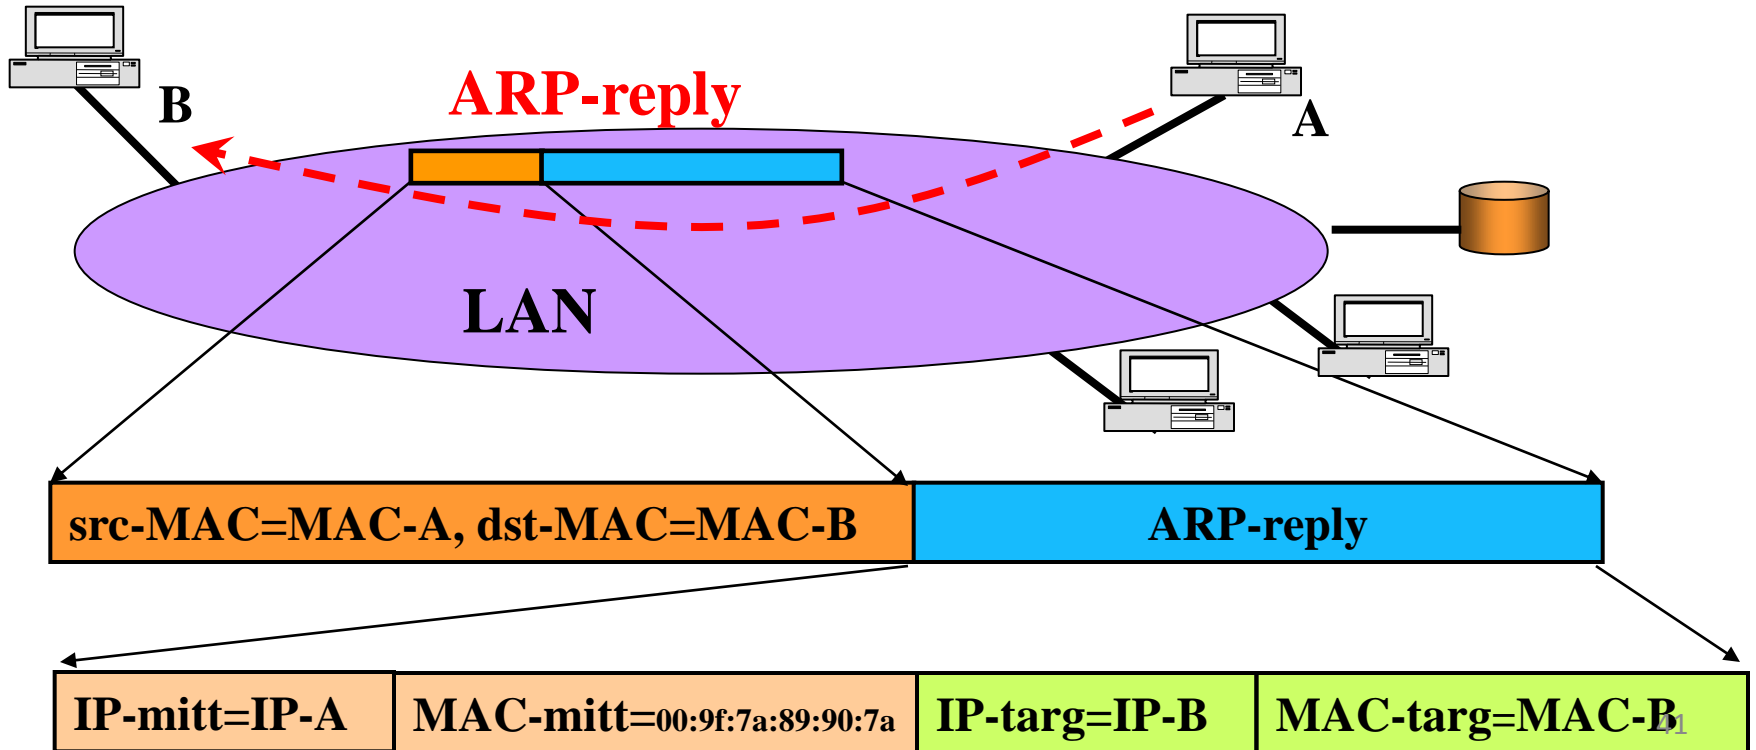 B
ARP-reply
A
LAN
src-MAC=MAC-A, dst-MAC=MAC-B
ARP-reply
IP-mitt=IP-A
MAC-mitt=00:9f:7a:89:90:7a
IP-targ=IP-B
MAC-targ=MAC-B
41